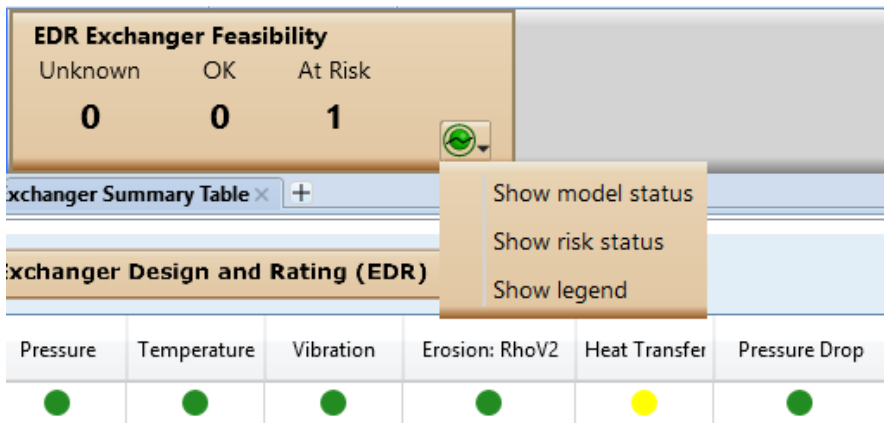 EDR Exchanger Feasibility
Unknown OK At Risk
0 0 1
Show model status
Show risk status
Show legend
xchanger Summary Table × +
xchanger Design and Rating (EDR)
Pressure Temperature Vibration Erosion: RhoV2 Heat Transfer Pressure Drop